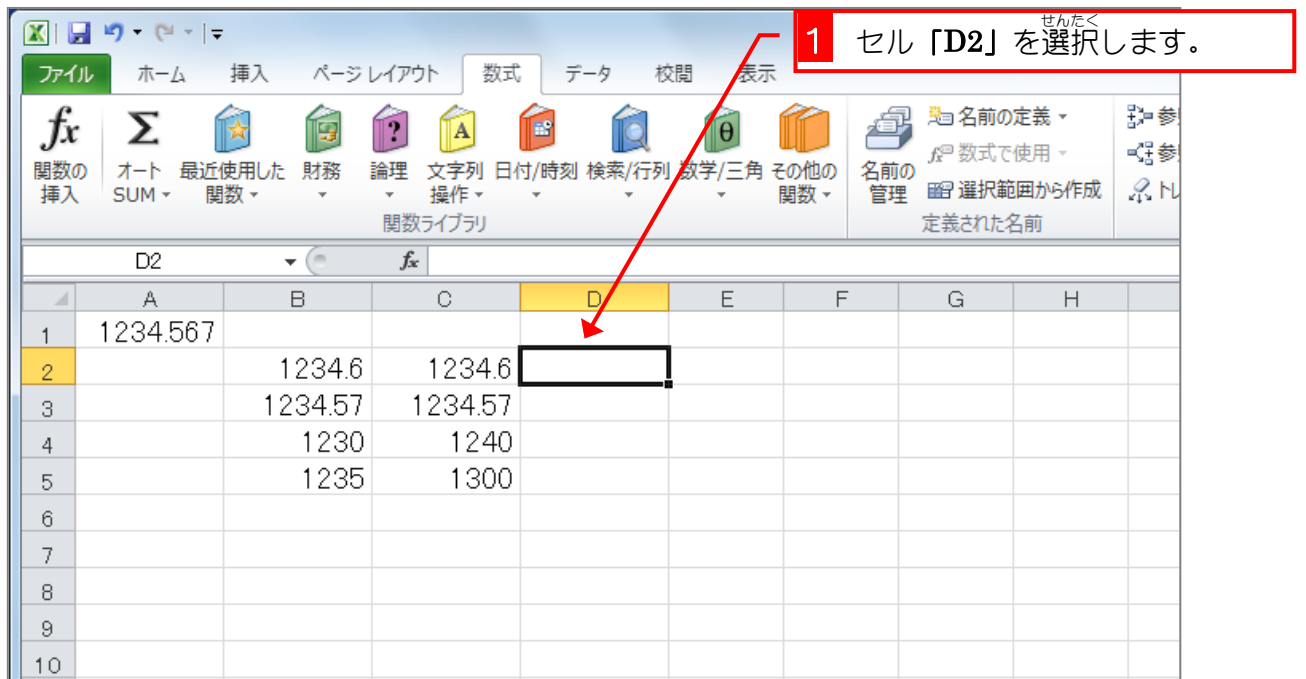 せんたく
1 セル「D2」を選択します。
ファイル ホーム 挿入 ページ レイアウト 数式 データ 校閲 表示
fx Σ ? A θ 名前の定義 参
数式で使用 参
関数の 挿入 オート SUM 最近使用した 関数 財務 論理 文字列 操作 日付/時刻 検索/行列 数学/三角 その他の 関数 名前の 管理 選択範囲から作成 トレ
関数ライブラリ 定義された名前
D2 fx
A B C D E F G H
1 1234.567
2 1234.6 1234.6
3 1234.57 1234.57
4 1230 1240
5 1235 1300
6
7
8
9
10